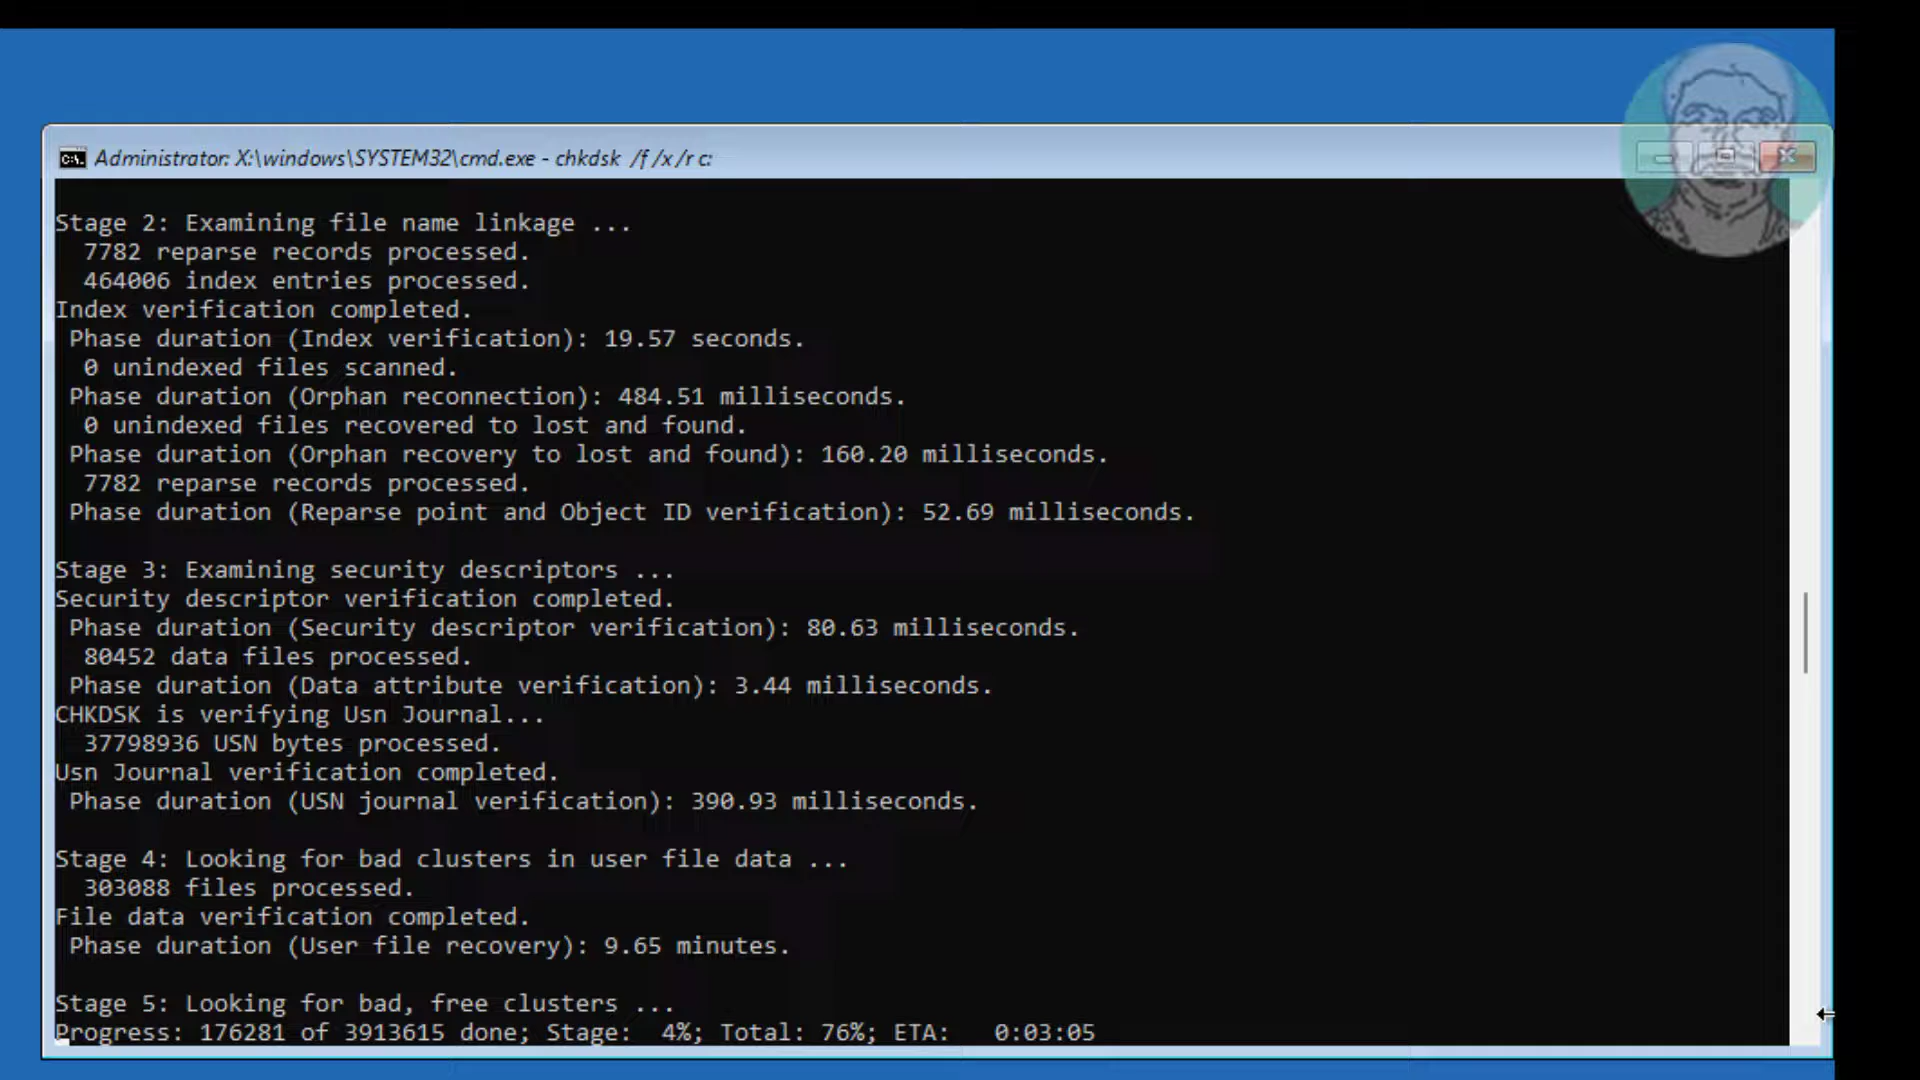 Administrator: X:\windows\SYSTEM32\cmd.exe - chkdsk /f /x /r c:
Stage 2: Examining file name linkage ...
7782 reparse records processed.
464006 index entries processed.
Index verification completed.
Phase duration (Index verification): 19.57 seconds.
0 unindexed files scanned.
Phase duration (Orphan reconnection): 484.51 milliseconds.
0 unindexed files recovered to lost and found.
Phase duration (Orphan recovery to lost and found): 160.20 milliseconds.
7782 reparse records processed.
Phase duration (Reparse point and Object ID verification): 52.69 milliseconds.
Stage 3: Examining security descriptors ...
Security descriptor verification completed.
Phase duration (Security descriptor verification): 80.63 milliseconds.
80452 data files processed.
Phase duration (Data attribute verification): 3.44 milliseconds.
CHKDSK is verifying Usn Journal...
37798936 USN bytes processed.
Usn Journal verification completed.
Phase duration (USN journal verification): 390.93 milliseconds.
Stage 4: Looking for bad clusters in user file data ...
303088 files processed.
File data verification completed.
Phase duration (User file recovery): 9.65 minutes.
Stage 5: Looking for bad, free clusters ...
Progress: 176281 of 3913615 done; Stage:  4%; Total: 76%; ETA:   0:03:05